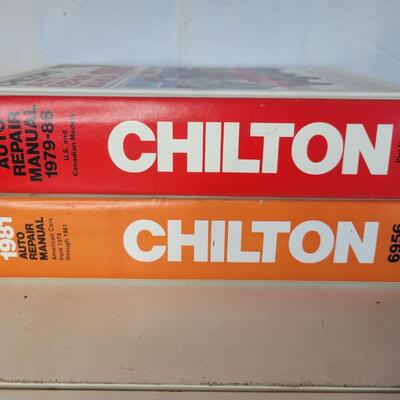 AUTO
REPAIR
MANUAL
1979-86
U.S. and
Canadian Models
CHILTON
1981
AUTO
REPAIR
MANUAL
American Cars
from 1974
through 1981
CHILTON
6956